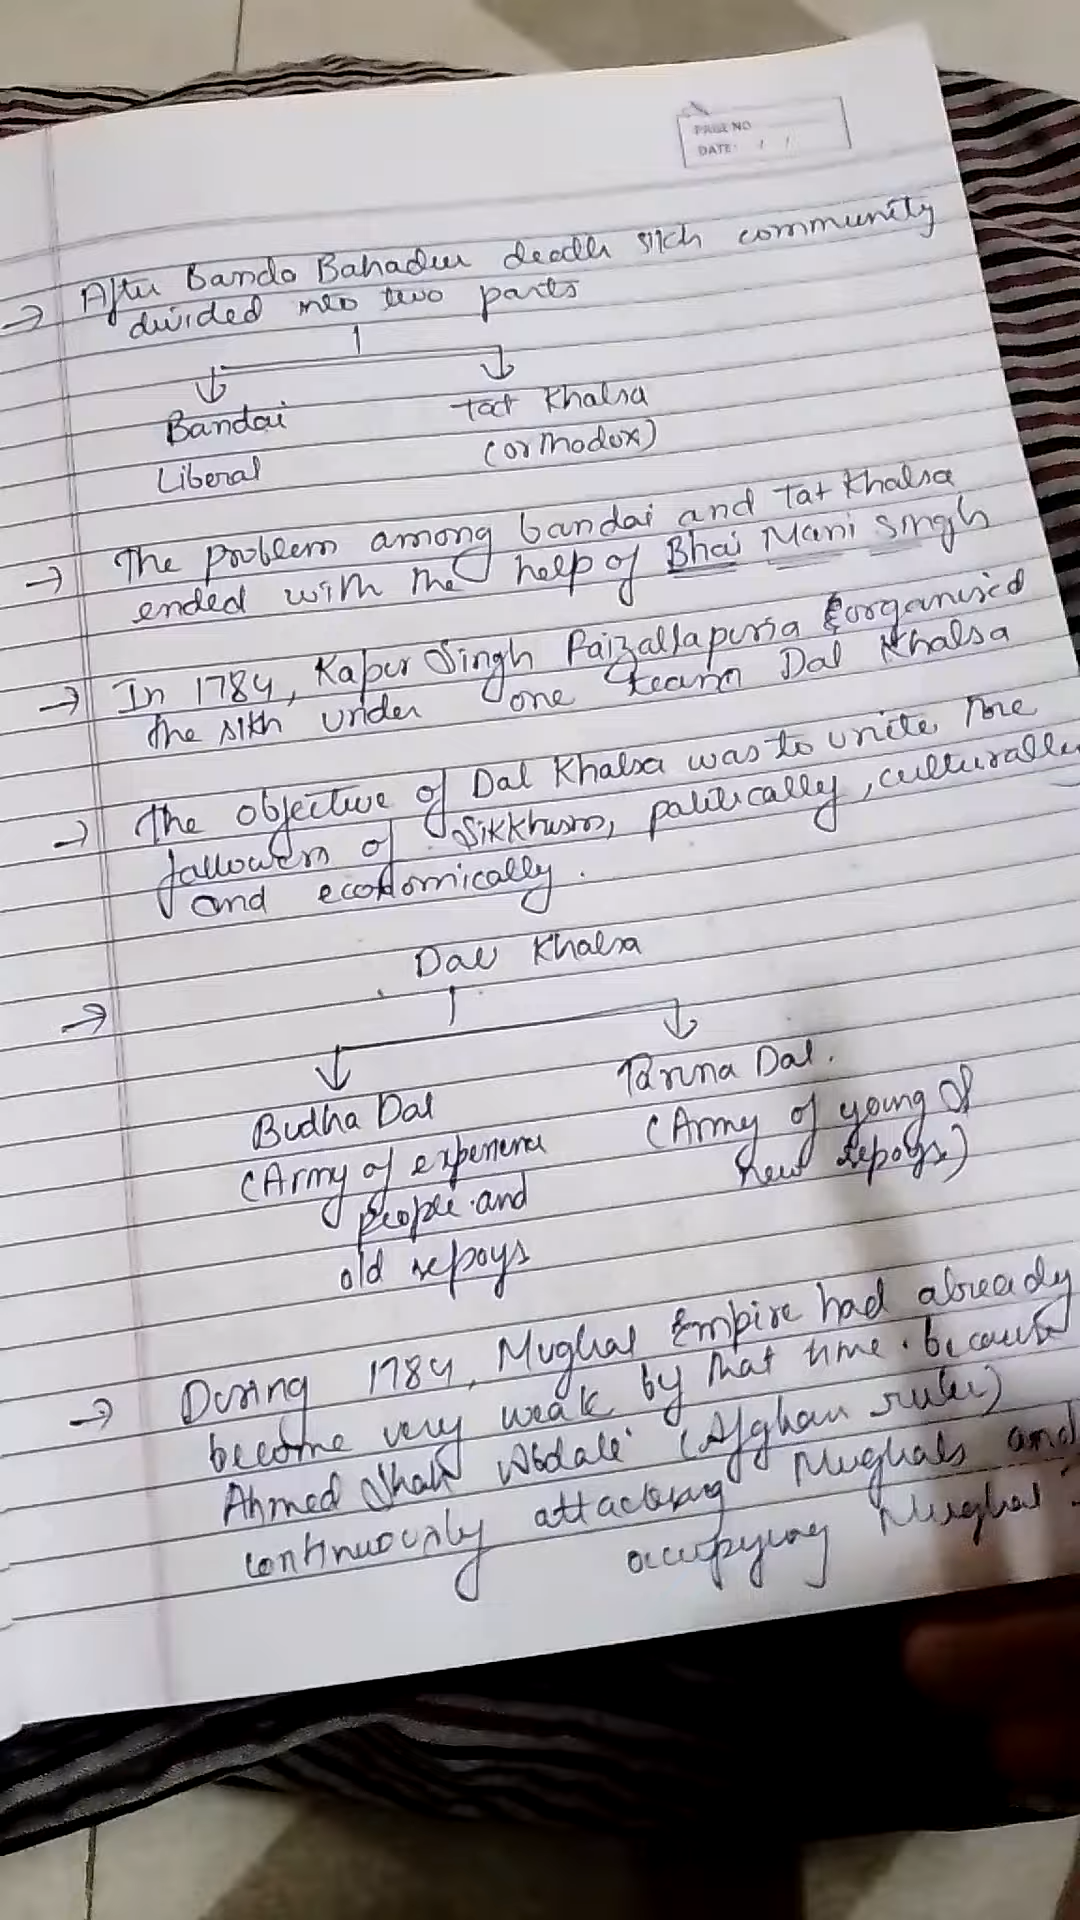 PAGE NO
DATE: / /
→ After Banda Bahadur death sikh community
divided into two parts
Bandai
Tat Khalsa
Liberal
(orthodox)
→ The problem among bandai and Tat Khalsa
ended with the help of Bhai Mani Singh
→ In 1784, Kapur Singh Faizallapuria organised
the sikh under one team Dal Khalsa
→ The objective of Dal Khalsa was to unite the
followers of Sikkhism, politically, culturally
and economically.
Dal Khalsa
→
Budha Dal
Taruna Dal.
(Army of experience
people and
old sepoys
(Army of young of
new sepoys)
→ During 1784, Mughal Empire had already
become very weak by that time. because
Ahmed Shah Abdali (Afghan ruler)
continuously attacking Mughals and
occupying Mughal